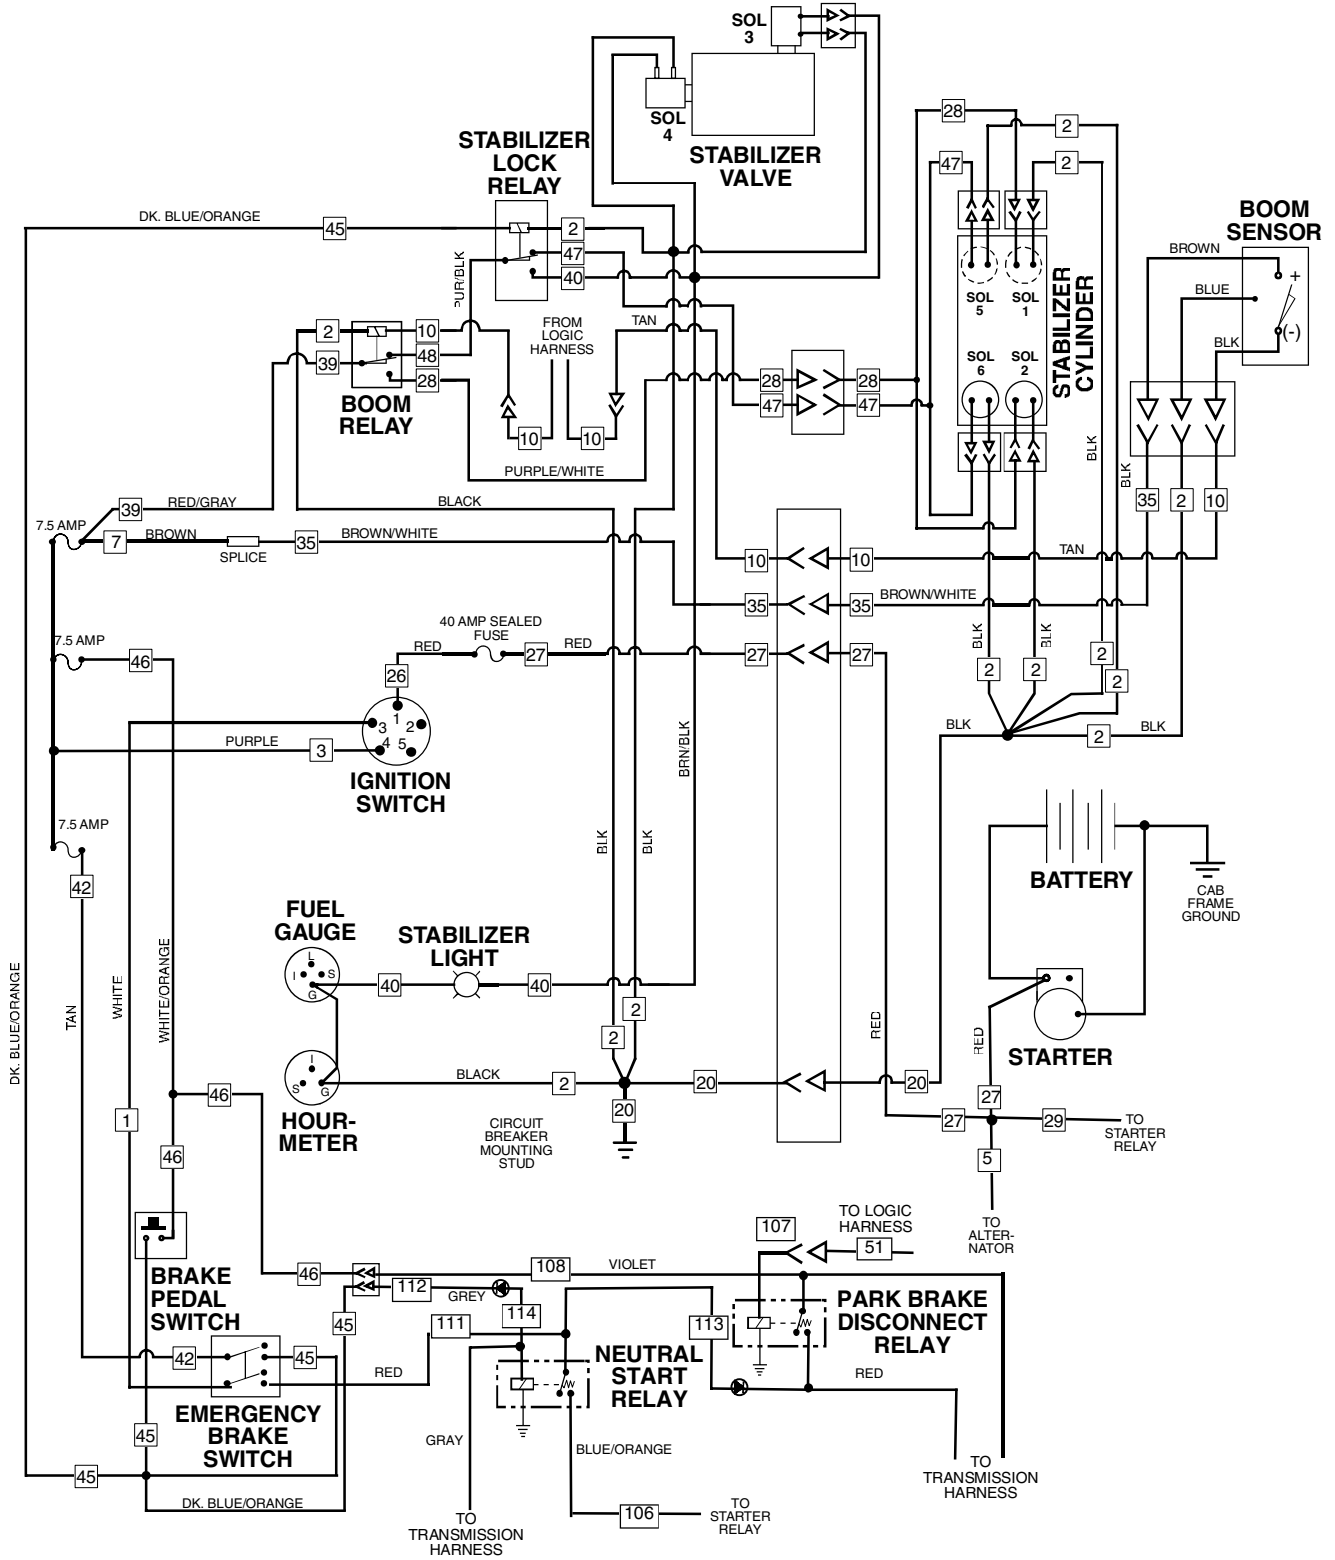 SOL
3
SOL
4
STABILIZER
VALVE
STABILIZER
LOCK
RELAY
28
2
47
2
BOOM
SENSOR
DK. BLUE/ORANGE
45
2
47
40
PUR/BLK
BROWN
+
BLUE
(-)
BLK
SOL
5
SOL
1
STABILIZER
CYLINDER
SOL
6
SOL
2
2
10
39
48
28
BOOM
RELAY
FROM
LOGIC
HARNESS
TAN
10
10
28
28
47
47
PURPLE/WHITE
BLK
BLK
35
2
10
39
RED/GRAY
BLACK
7.5 AMP
7
BROWN
SPLICE
35
BROWN/WHITE
10
10
TAN
35
35
BROWN/WHITE
40 AMP SEALED
FUSE
RED
27
RED
27
27
7.5 AMP
46
26
BLK
BLK
2
2
2
2
1
2
3
4
5
PURPLE
3
IGNITION
SWITCH
BRN/BLK
BLK
2
BLK
7.5 AMP
42
BLK
BLK
BATTERY
CAB
FRAME
GROUND
FUEL
GAUGE
L
I
S
G
STABILIZER
LIGHT
40
40
DK. BLUE/ORANGE
TAN
WHITE
WHITE/ORANGE
2
2
RED
RED
STARTER
I
S
G
HOUR-
METER
BLACK
2
20
20
20
CIRCUIT
BREAKER
MOUNTING
STUD
46
1
46
27
27
29
TO
STARTER
RELAY
5
TO
ALTER-
NATOR
107
TO LOGIC
HARNESS
51
BRAKE
PEDAL
SWITCH
46
108
VIOLET
112
GREY
114
45
111
113
PARK BRAKE
DISCONNECT
RELAY
42
45
RED
NEUTRAL
START
RELAY
RED
EMERGENCY
BRAKE
SWITCH
45
45
DK. BLUE/ORANGE
GRAY
BLUE/ORANGE
TO
TRANSMISSION
HARNESS
106
TO
STARTER
RELAY
TO
TRANSMISSION
HARNESS